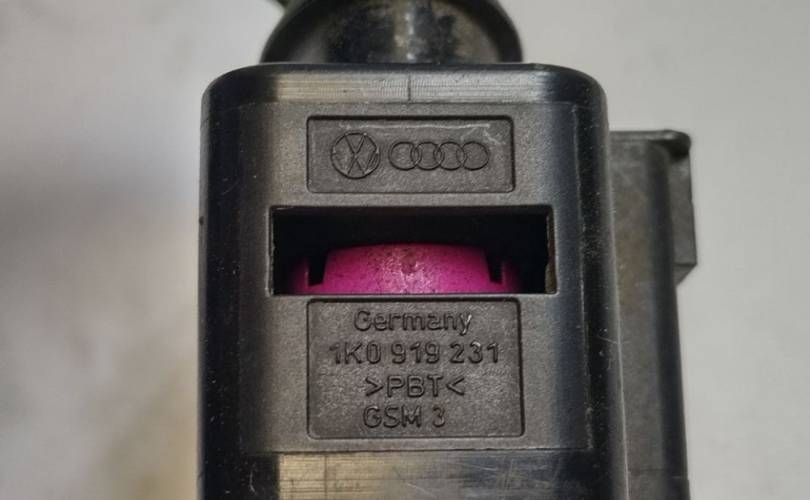 Germany
1K0 919 231
>PBT<
GSM 3